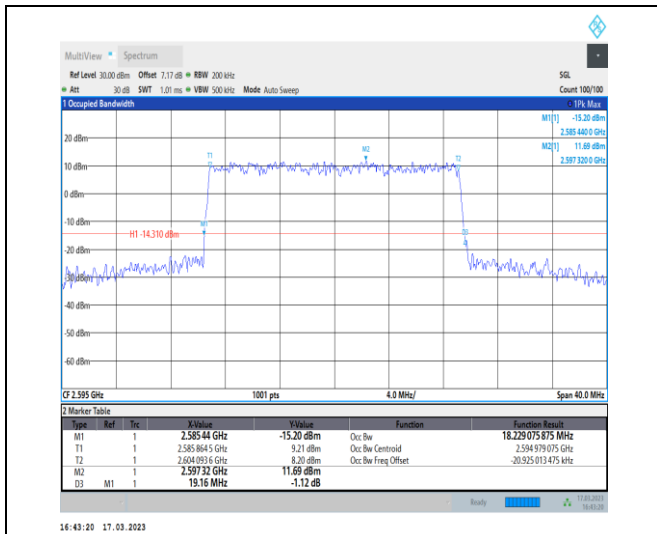 MultiView Spectrum
Ref Level 30.00 dBm Offset 7.17 dB RBW 200 kHz SGL
Att 30 dB SWT 1.01 ms VBW 500 kHz Mode Auto Sweep Count 100/100
1 Occupied Bandwidth 1Pk Max
M1[1] -15.20 dBm
2.585 440 0 GHz
M2[1] 11.69 dBm
2.597 320 0 GHz
20 dBm
T1 M2 T2
10 dBm
0 dBm
-10 dBm
M1
H1 -14.310 dBm
D3
-20 dBm
-30 dBm
-40 dBm
-50 dBm
-60 dBm
CF 2.595 GHz 1001 pts 4.0 MHz/ Span 40.0 MHz
2 Marker Table
Type Ref Trc X-Value Y-Value Function Function Result
M1 1 2.58544 GHz -15.20 dBm Occ Bw 18.229 075 875 MHz
T1 1 2.585 864 5 GHz 9.21 dBm Occ Bw Centroid 2.594 979 075 GHz
T2 1 2.604 093 6 GHz 8.20 dBm Occ Bw Freq Offset -20.925 013 475 kHz
M2 1 2.59732 GHz 11.69 dBm
D3 M1 1 19.16 MHz -1.12 dB
Ready 17.03.2023
16:43:20
16:43:20 17.03.2023